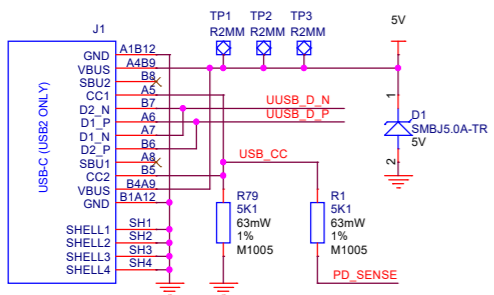 J1
TP1 TP2 TP3
R2MM R2MM R2MM
5V
USB-C (USB2 ONLY)
GND A1B12
VBUS A4B9
SBU2 B8
CC1 A5
D2_N B7
D1_P A6
D1_N A7
D2_P B6
SBU1 A8
CC2 B5
VBUS B4A9
GND B1A12
SHELL1 SH1
SHELL2 SH2
SHELL3 SH3
SHELL4 SH4
UUSB_D_N
UUSB_D_P
USB_CC
1
D1
SMBJ5.0A-TR
5V
2
R79
5K1
63mW
1%
M1005
R1
5K1
63mW
1%
M1005
PD_SENSE